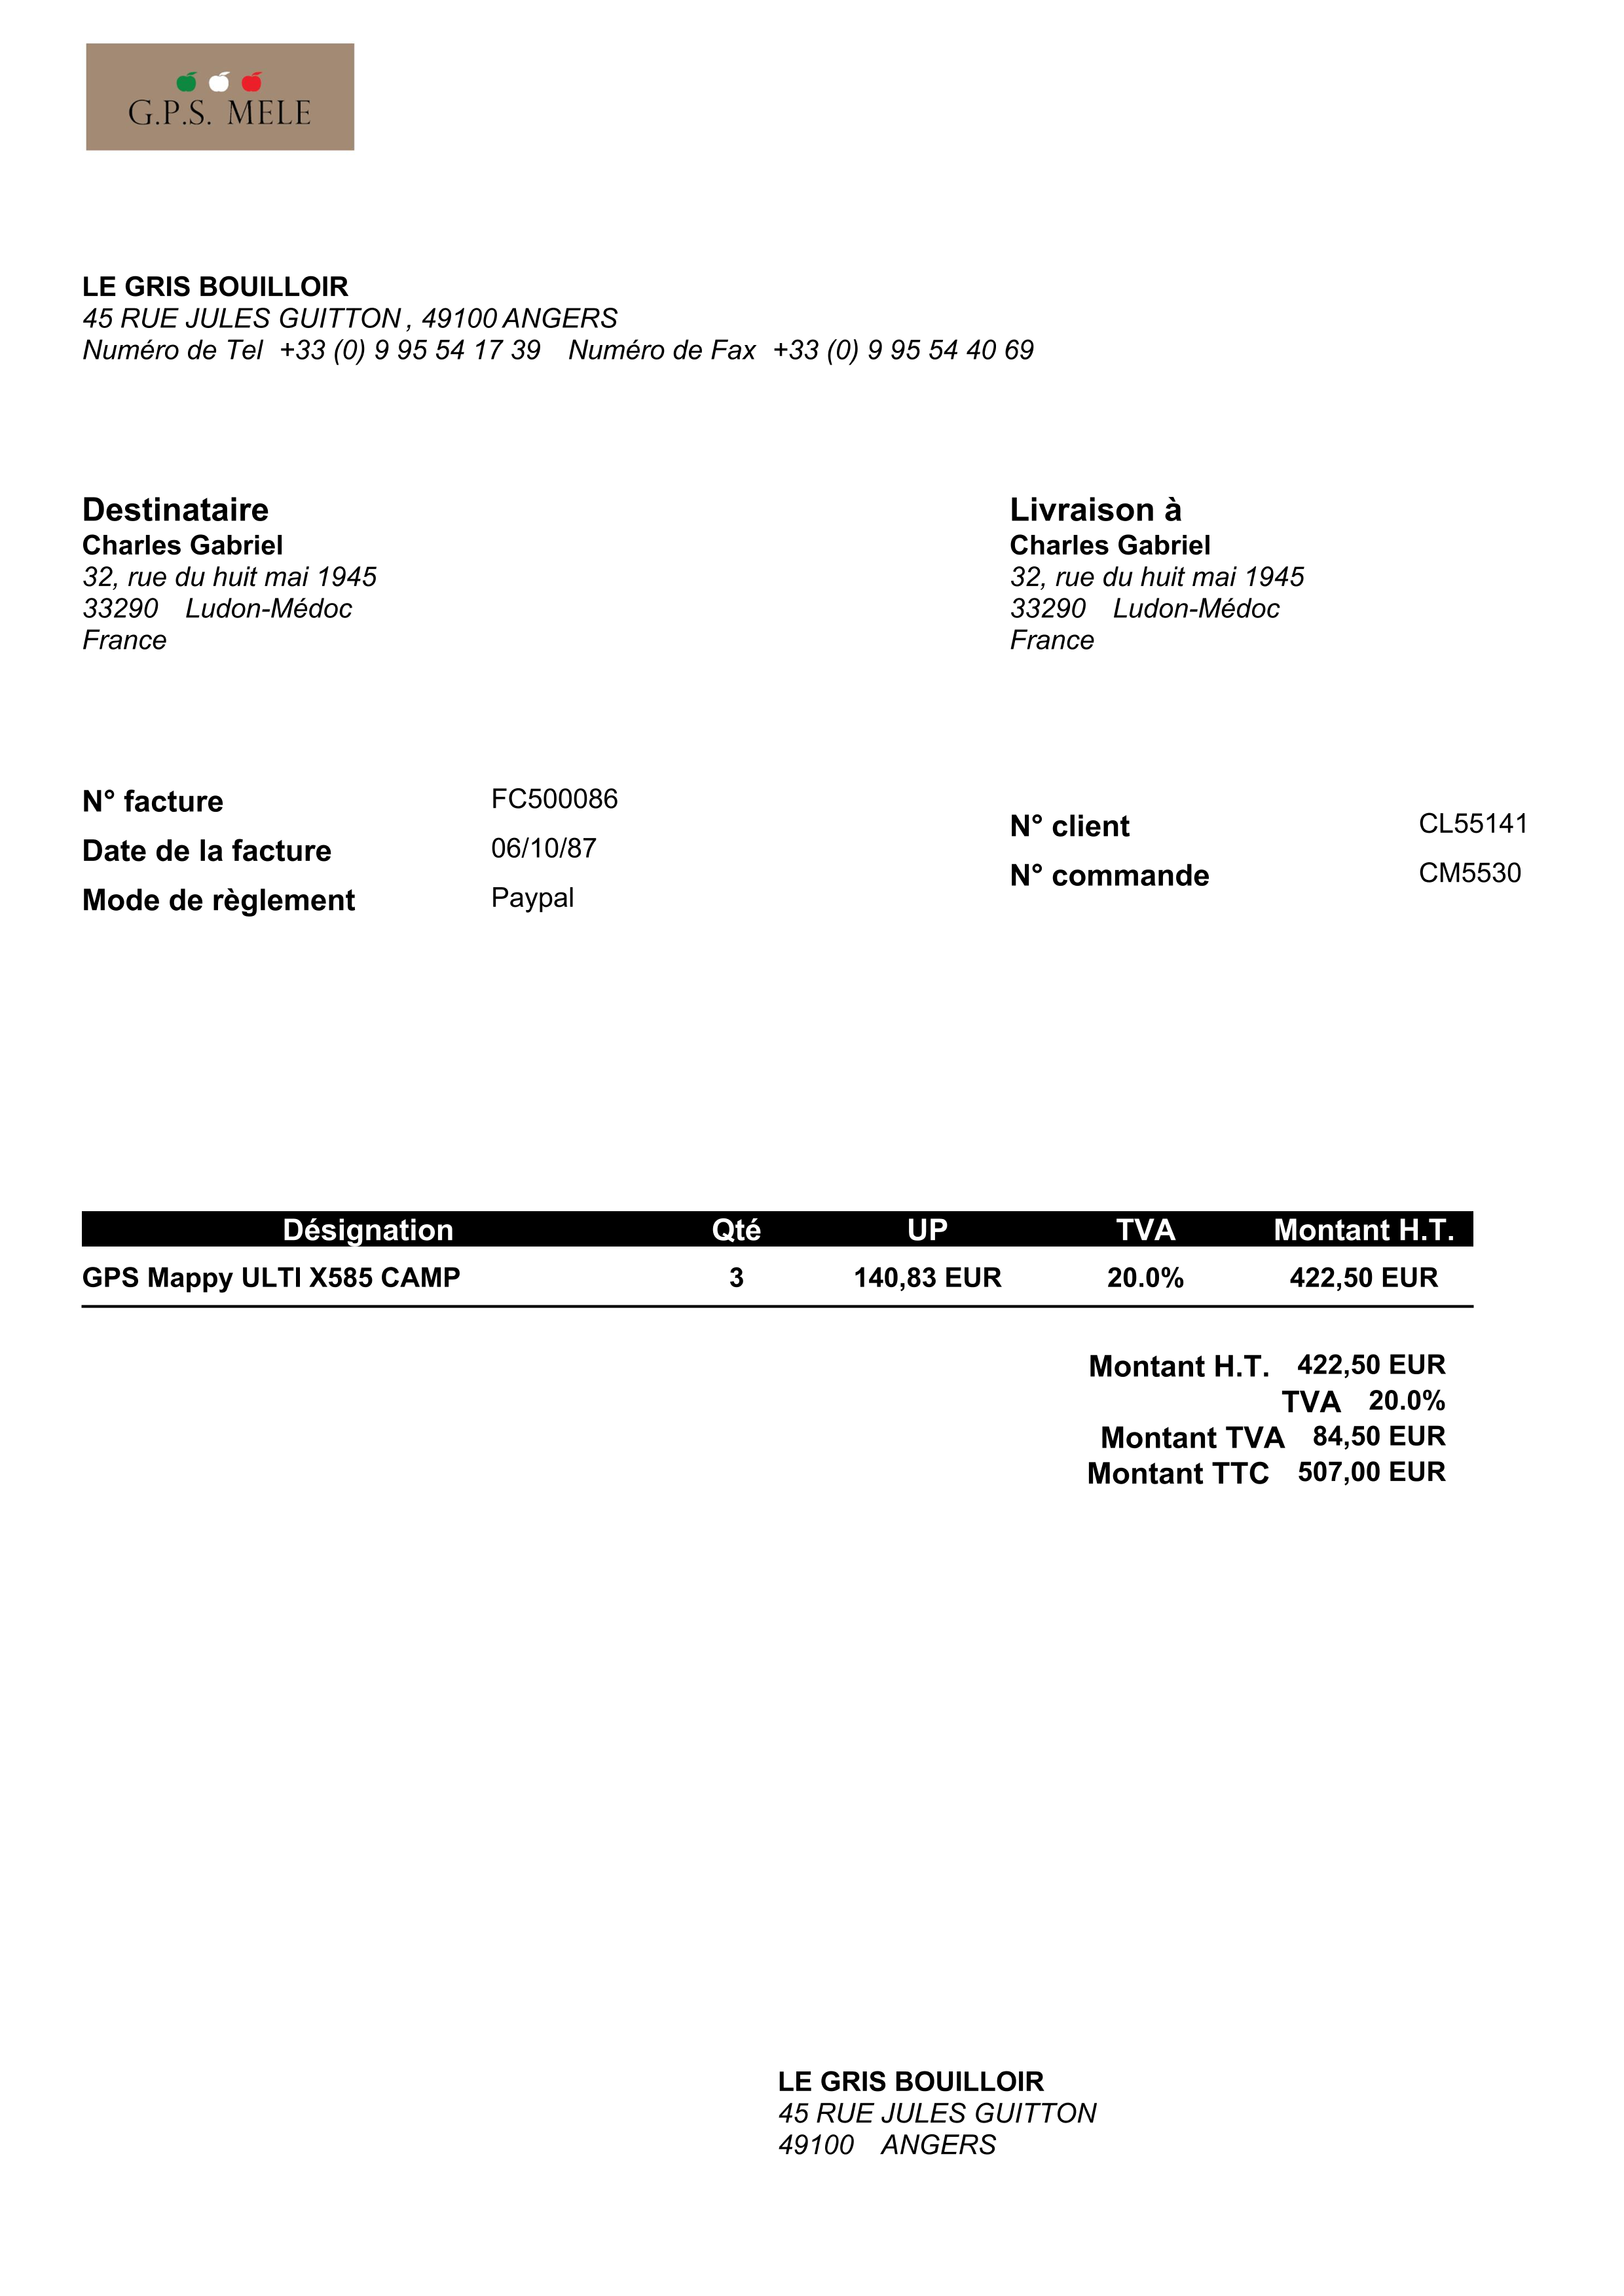 G.P.S. MELE
LE GRIS BOUILLOIR
45 RUE JULES GUITTON , 49100 ANGERS
Numéro de Tel +33 (0) 9 95 54 17 39 Numéro de Fax +33 (0) 9 95 54 40 69
Destinataire
Charles Gabriel
32, rue du huit mai 1945
33290 Ludon-Médoc
France
Livraison à
Charles Gabriel
32, rue du huit mai 1945
33290 Ludon-Médoc
France
N° facture FC500086
Date de la facture 06/10/87
Mode de règlement Paypal
N° client CL55141
N° commande CM5530
Désignation Qté UP TVA Montant H.T.
GPS Mappy ULTI X585 CAMP 3 140,83 EUR 20.0% 422,50 EUR
Montant H.T. 422,50 EUR
TVA 20.0%
Montant TVA 84,50 EUR
Montant TTC 507,00 EUR
LE GRIS BOUILLOIR
45 RUE JULES GUITTON
49100 ANGERS